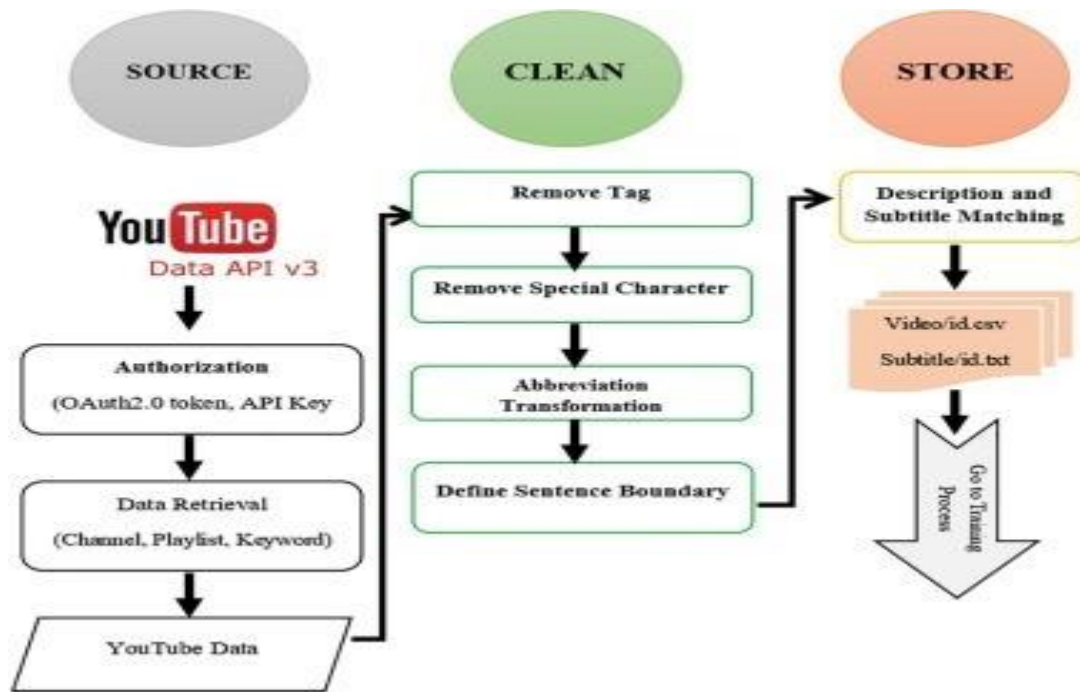 SOURCE
YouTube
Data API v3
Authorization
(OAuth2.0 token, API Key
Data Retrieval
(Channel, Playlist, Keyword)
YouTube Data
CLEAN
Remove Tag
Remove Special Character
Abbreviation
Transformation
Define Sentence Boundary
STORE
Description and
Subtitle Matching
Video/id.csv
Subtitle/id.txt
Go to Training
Process